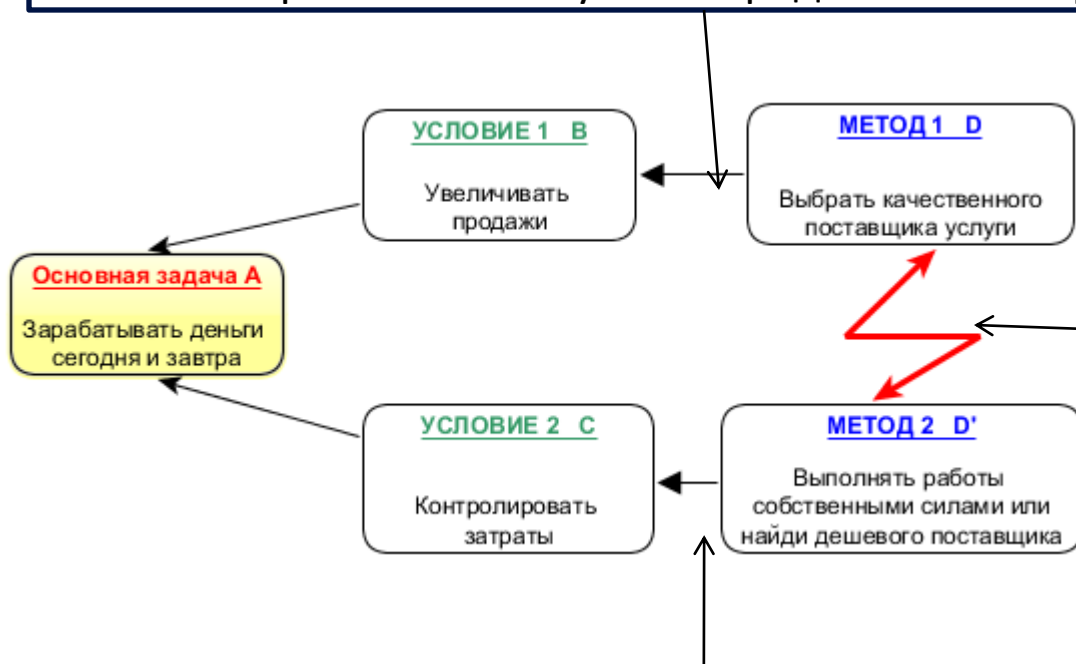 УСЛОВИЕ 1 B
Увеличивать
продажи
МЕТОД 1 D
Выбрать качественного
поставщика услуги
Основная задача A
Зарабатывать деньги
сегодня и завтра
УСЛОВИЕ 2 C
Контролировать
затраты
МЕТОД 2 D'
Выполнять работы
собственными силами или
найди дешевого поставщика